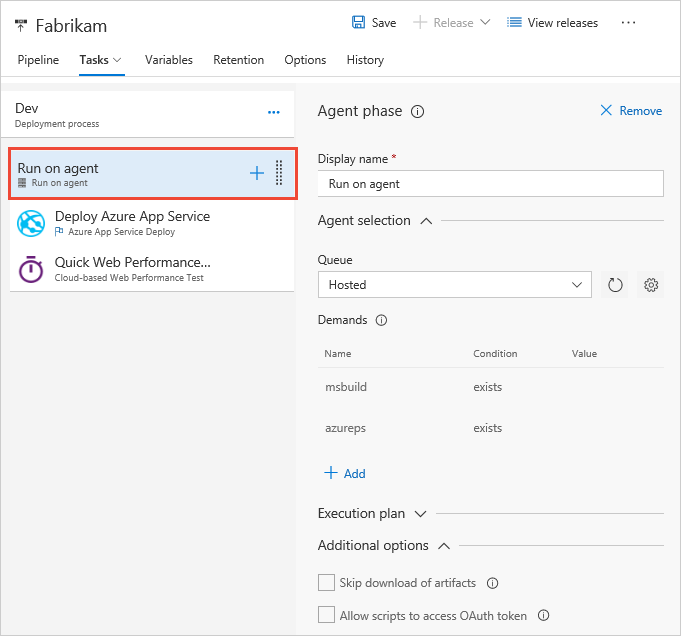 Fabrikam
Save
Release
View releases
Pipeline
Tasks
Variables
Retention
Options
History
Dev
Deployment process
Run on agent
Run on agent
Deploy Azure App Service
Azure App Service Deploy
Quick Web Performance...
Cloud-based Web Performance Test
Agent phase
Remove
Display name *
Run on agent
Agent selection
Queue
Hosted
Demands
Name Condition Value
msbuild exists
azureps exists
Add
Execution plan
Additional options
Skip download of artifacts
Allow scripts to access OAuth token